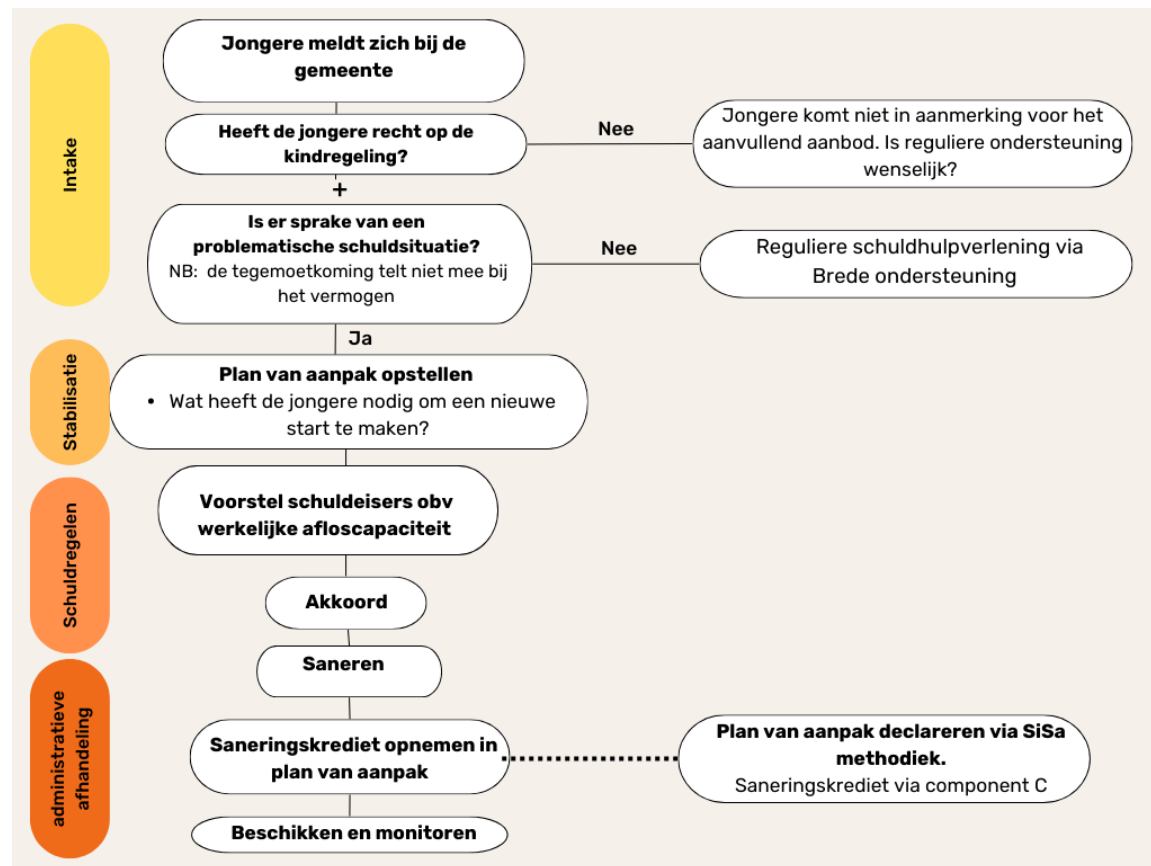 Intake
Jongere meldt zich bij de
gemeente
Heeft de jongere recht op de
kindregeling?
Nee
Jongere komt niet in aanmerking voor het
aanvullend aanbod. Is reguliere ondersteuning
wenselijk?
+
Is er sprake van een
problematische schuldsituatie?
NB: de tegemoetkoming telt niet mee bij
het vermogen
Nee
Reguliere schuldhulpverlening via
Brede ondersteuning
Ja
Stabilisatie
Plan van aanpak opstellen
• Wat heeft de jongere nodig om een nieuwe
start te maken?
Schuldregelen
Voorstel schuldeisers obv
werkelijke afloscapaciteit
Akkoord
Saneren
administratieve
afhandeling
Saneringskrediet opnemen in
plan van aanpak
Plan van aanpak declareren via SiSa
methodiek.
Saneringskrediet via component C
Beschikken en monitoren